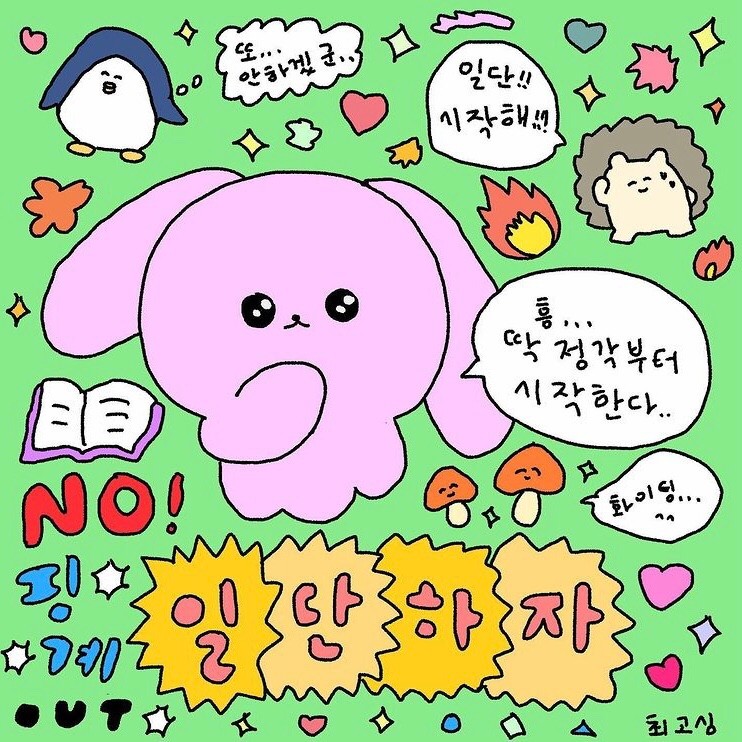 또...
안하겠 군..
일단!!
시작해!!!
흥...
딱 정각부터
시작한다..
화이팅...
^^
NO!
핑
계
OUT
일단하자
최고심